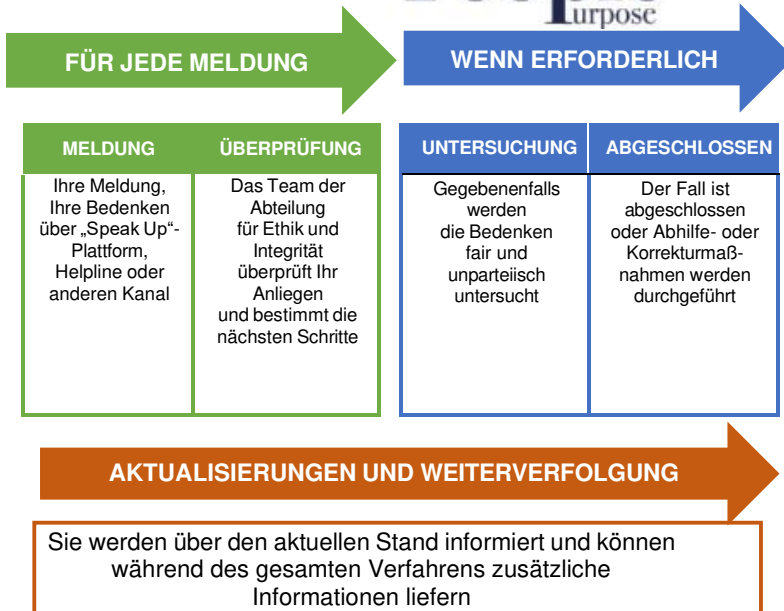 urpose
FÜR JEDE MELDUNG
WENN ERFORDERLICH
MELDUNG
Ihre Meldung,
Ihre Bedenken
über „Speak Up“-
Plattform,
Helpline oder
anderen Kanal
ÜBERPRÜFUNG
Das Team der
Abteilung
für Ethik und
Integrität
überprüft Ihr
Anliegen
und bestimmt die
nächsten Schritte
UNTERSUCHUNG
Gegebenenfalls
werden
die Bedenken
fair und
unparteiisch
untersucht
ABGESCHLOSSEN
Der Fall ist
abgeschlossen
oder Abhilfe- oder
Korrekturmaß-
nahmen werden
durchgeführt
AKTUALISIERUNGEN UND WEITERVERFOLGUNG
Sie werden über den aktuellen Stand informiert und können
während des gesamten Verfahrens zusätzliche
Informationen liefern